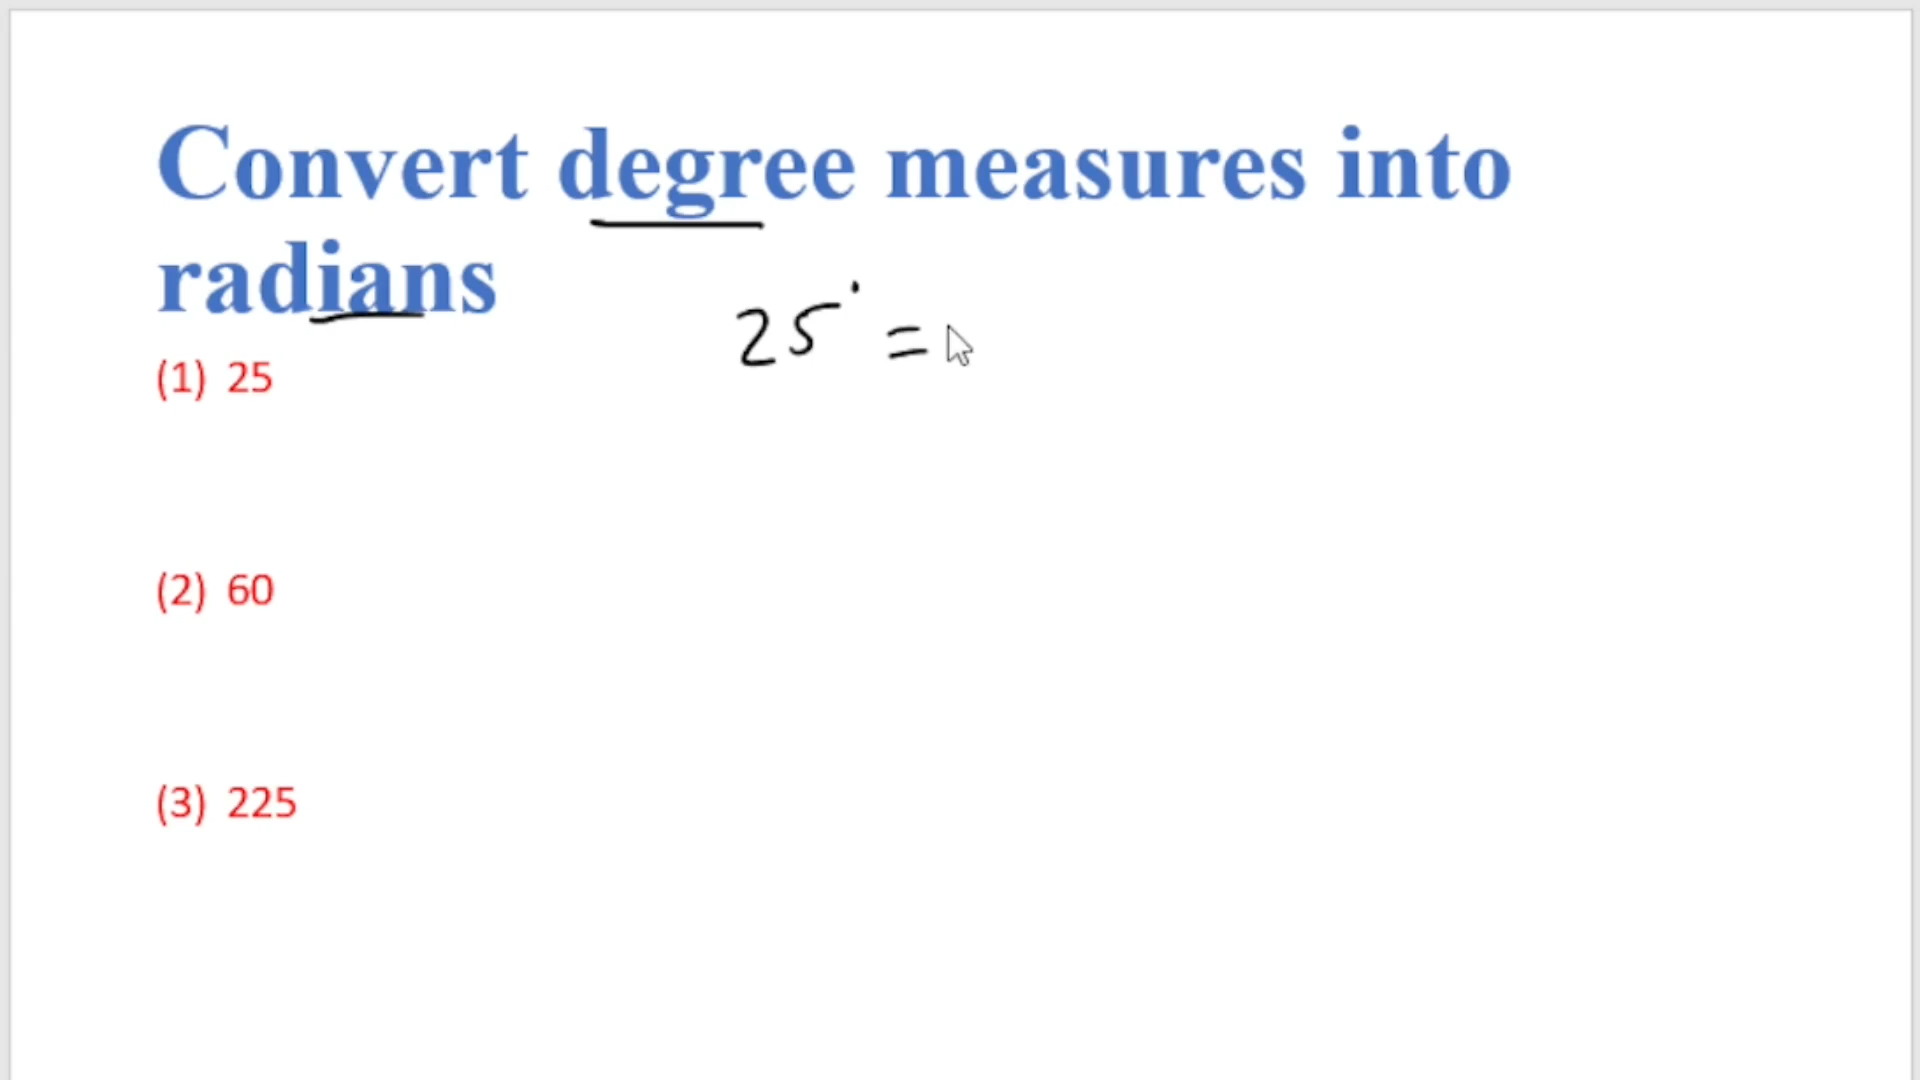 Convert degree measures into
radians
25° =
(1) 25
(2) 60
(3) 225